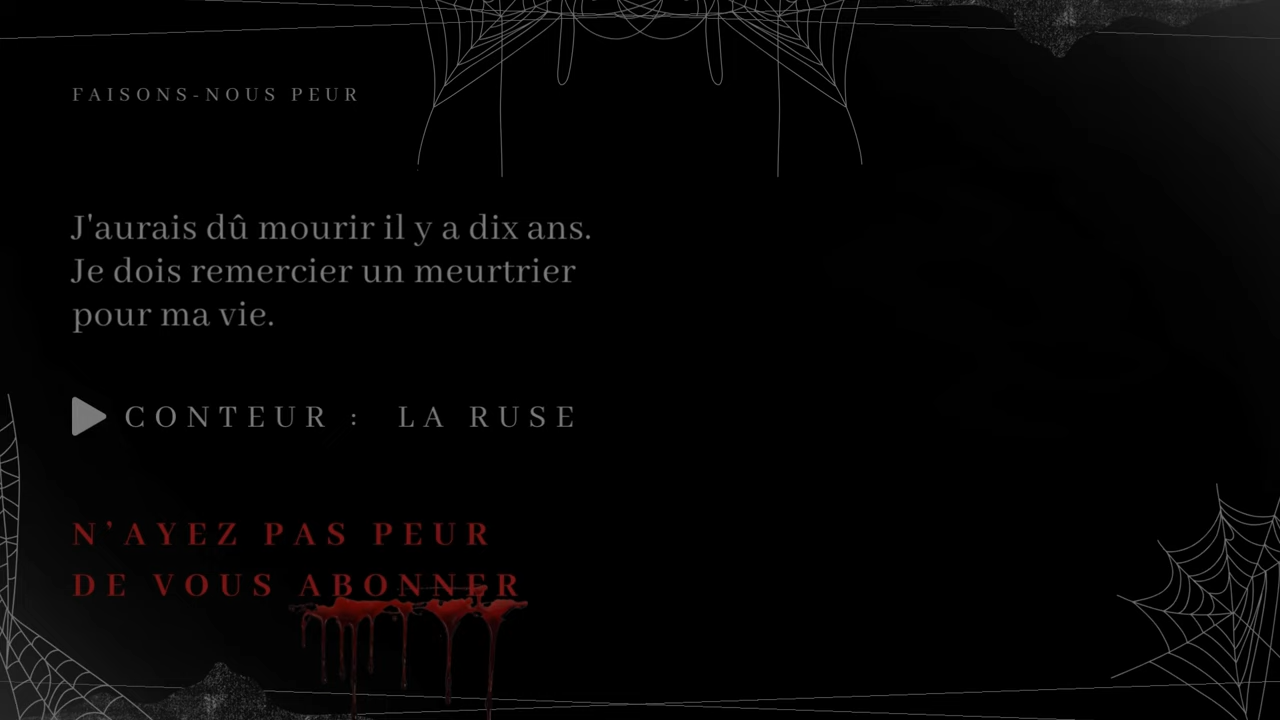 FAISONS-NOUS PEUR
J'aurais dû mourir il y a dix ans.
Je dois remercier un meurtrier
pour ma vie.
CONTEUR : LA RUSE
N'AYEZ PAS PEUR
DE VOUS ABONNER